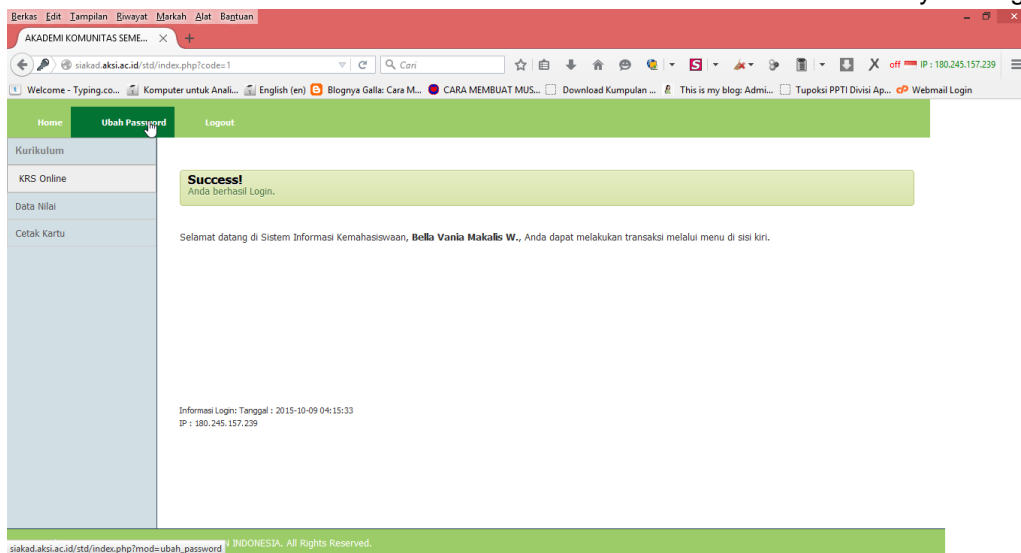 Berkas Edit Tampilan Riwayat Markah Alat Bantuan
AKADEMI KOMUNITAS SEME...
siakad.aksi.ac.id/std/index.php?code=1
Cari
off IP : 180.245.157.239
Welcome - Typing.co... Komputer untuk Anali... English (en) Blognya Galla: Cara M... CARA MEMBUAT MUS... Download Kumpulan ... This is my blog: Admi... Tupoksi PPTI Divisi Ap... Webmail Login
Home Ubah Password Logout
Kurikulum
KRS Online
Data Nilai
Cetak Kartu
Success!
Anda berhasil Login.
Selamat datang di Sistem Informasi Kemahasiswaan, Bella Vania Makalis W., Anda dapat melakukan transaksi melalui menu di sisi kiri.
Informasi Login: Tanggal : 2015-10-09 04:15:33
IP : 180.245.157.239
INDONESIA. All Rights Reserved.
siakad.aksi.ac.id/std/index.php?mod=ubah_password